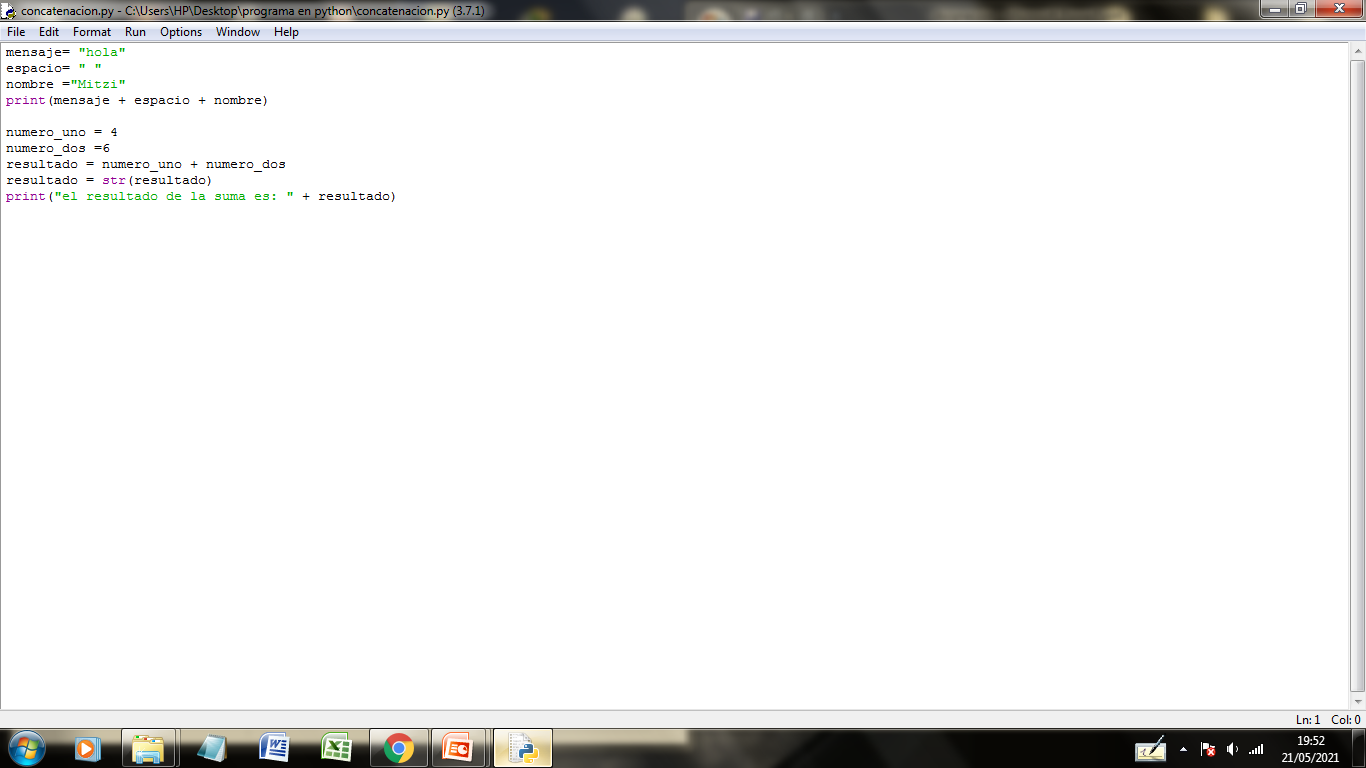 concatenacion.py - C:\Users\HP\Desktop\programa en python\concatenacion.py (3.7.1)
File Edit Format Run Options Window Help
mensaje= "hola"
espacio= " "
nombre ="Mitzi"
print(mensaje + espacio + nombre)
numero_uno = 4
numero_dos =6
resultado = numero_uno + numero_dos
resultado = str(resultado)
print("el resultado de la suma es: " + resultado)
Ln: 1 Col: 0
19:52
21/05/2021